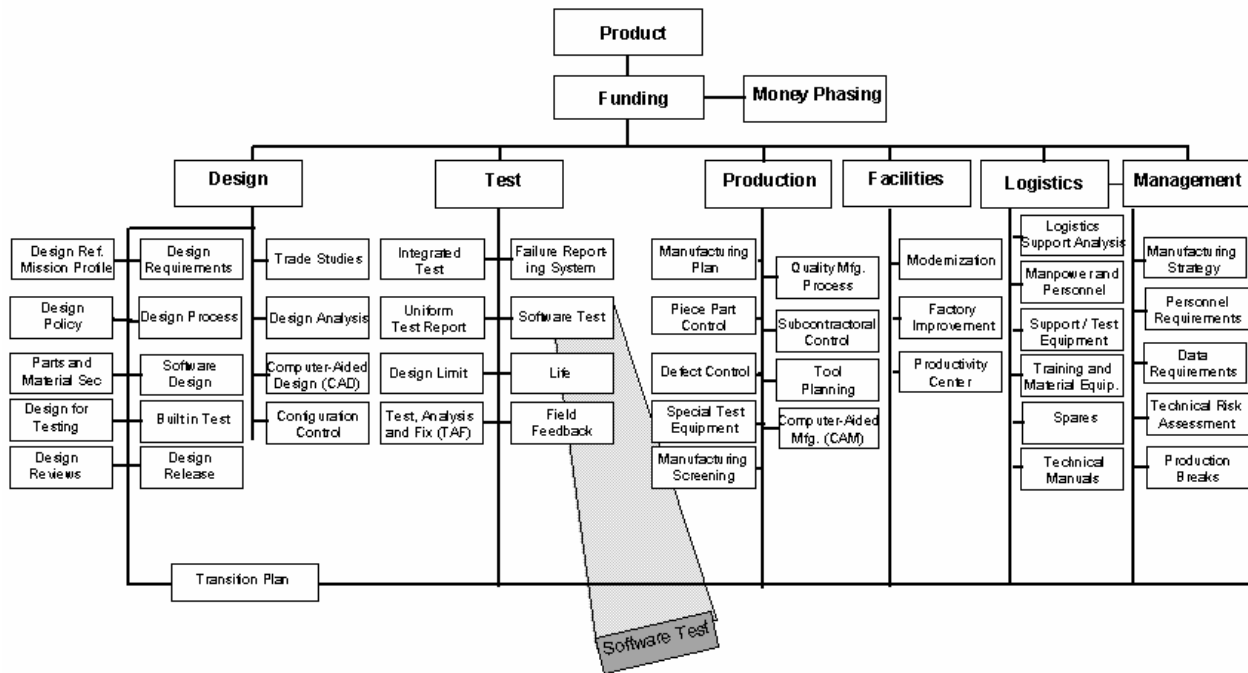 Product
Funding
Money Phasing
Design
Test
Production
Facilities
Logistics
Management
Design Ref.
Mission Profile
Design
Requirements
Trade Studies
Design
Policy
Design Process
Design Analysis
Parts and
Material Sec
Software
Design
Computer-Aided
Design (CAD)
Design for
Testing
Built in Test
Configuration
Control
Design
Reviews
Design
Release
Integrated
Test
Failure Report-
ing System
Uniform
Test Report
Software Test
Design Limit
Life
Test, Analysis
and Fix (TAF)
Field
Feedback
Manufacturing
Plan
Quality Mfg.
Process
Piece Part
Control
Subcontractoral
Control
Defect Control
Tool
Planning
Special Test
Equipment
Computer-Aided
Mfg. (CAM)
Manufacturing
Screening
Modernization
Factory
Improvement
Productivity
Center
Logistics
Support Analysis
Manpower and
Personnel
Support / Test
Equipment
Training and
Material Equip.
Spares
Technical
Manuals
Manufacturing
Strategy
Personnel
Requirements
Data
Requirements
Technical Risk
Assessment
Production
Breaks
Transition Plan
Software Test